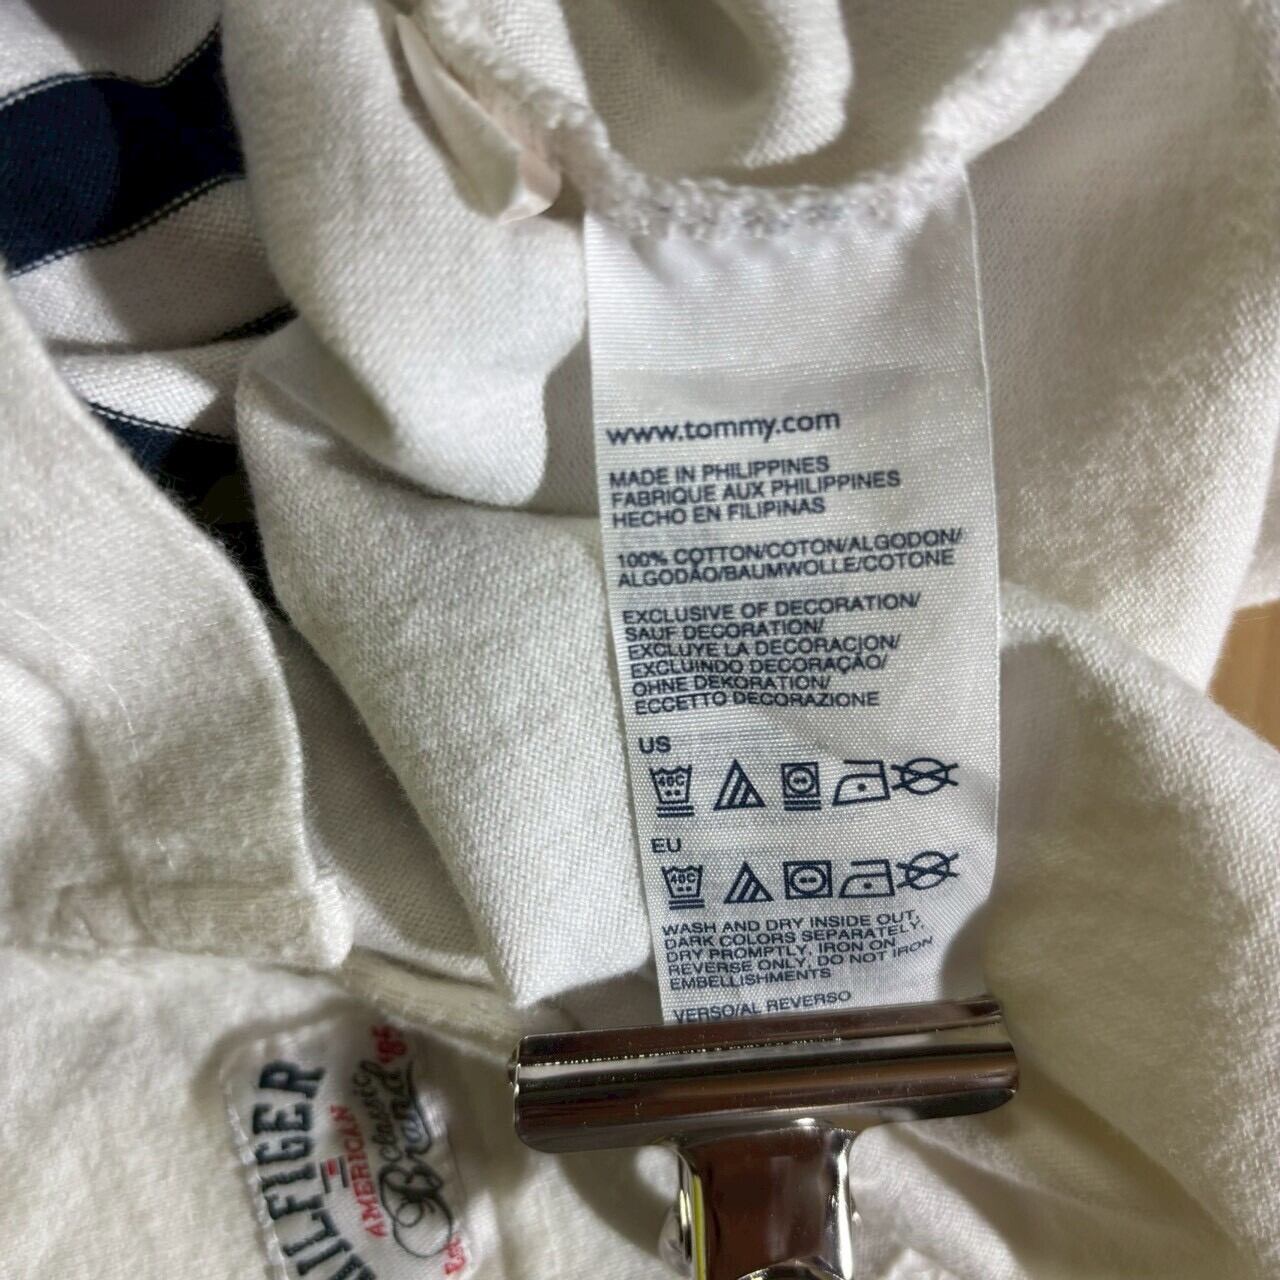 www.tommy.com
MADE IN PHILIPPINES
FABRIQUE AUX PHILIPPINES
HECHO EN FILIPINAS
100% COTTON/COTON/ALGODON/
ALGODÃO/BAUMWOLLE/COTONE
EXCLUSIVE OF DECORATION/
SAUF DECORATION/
EXCLUYE LA DECORACION/
EXCLUINDO DECORAÇÃO/
OHNE DEKORATION/
ECCETTO DECORAZIONE
US
40C
EU
40C
WASH AND DRY INSIDE OUT,
DARK COLORS SEPARATELY,
DRY PROMPTLY, IRON ON
REVERSE ONLY, DO NOT IRON
EMBELLISHMENTS
VERSO/AL REVERSO
HILFIGER
AMERICAN
Classic
Brand
'85